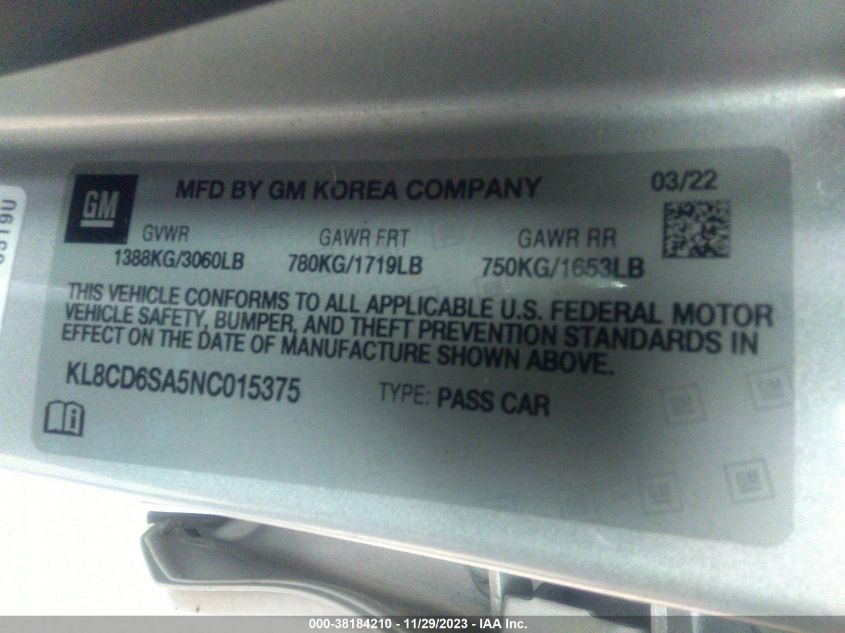 GM
MFD BY GM KOREA COMPANY
03/22
GVWR
GAWR FRT
GAWR RR
1388KG/3060LB
780KG/1719LB
750KG/1653LB
THIS VEHICLE CONFORMS TO ALL APPLICABLE U.S. FEDERAL MOTOR
VEHICLE SAFETY, BUMPER, AND THEFT PREVENTION STANDARDS IN
EFFECT ON THE DATE OF MANUFACTURE SHOWN ABOVE.
KL8CD6SA5NC015375
TYPE: PASS CAR
000-38184210 - 11/29/2023 - IAA Inc.